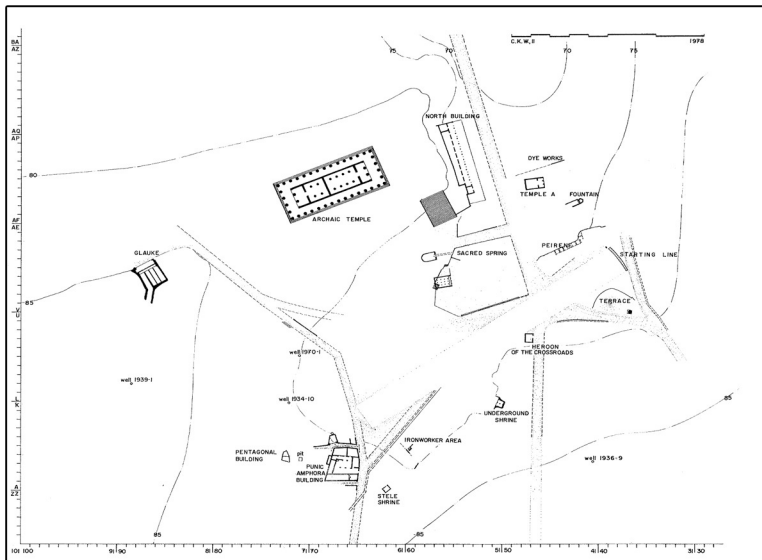 BA
AZ
75
70
C.K.W,II
70
75
1978
AQ
AP
NORTH BUILDING
DYE WORKS
80
TEMPLE A
FOUNTAIN
ARCHAIC TEMPLE
AF
AE
PEIRENE
GLAUKE
SACRED SPRING
STARTING LINE
85
TERRACE
U
HEROON
OF THE CROSSROADS
well 1970-1
well 1939-1
well 1934-10
L
K
85
UNDERGROUND
SHRINE
IRONWORKER AREA
PENTAGONAL
BUILDING
pit
PUNIC
AMPHORA
BUILDING
well 1936-9
A
ZZ
STELE
SHRINE
85
85
101 100
91 90
81 80
71 70
61 60
51 50
41 40
31 30